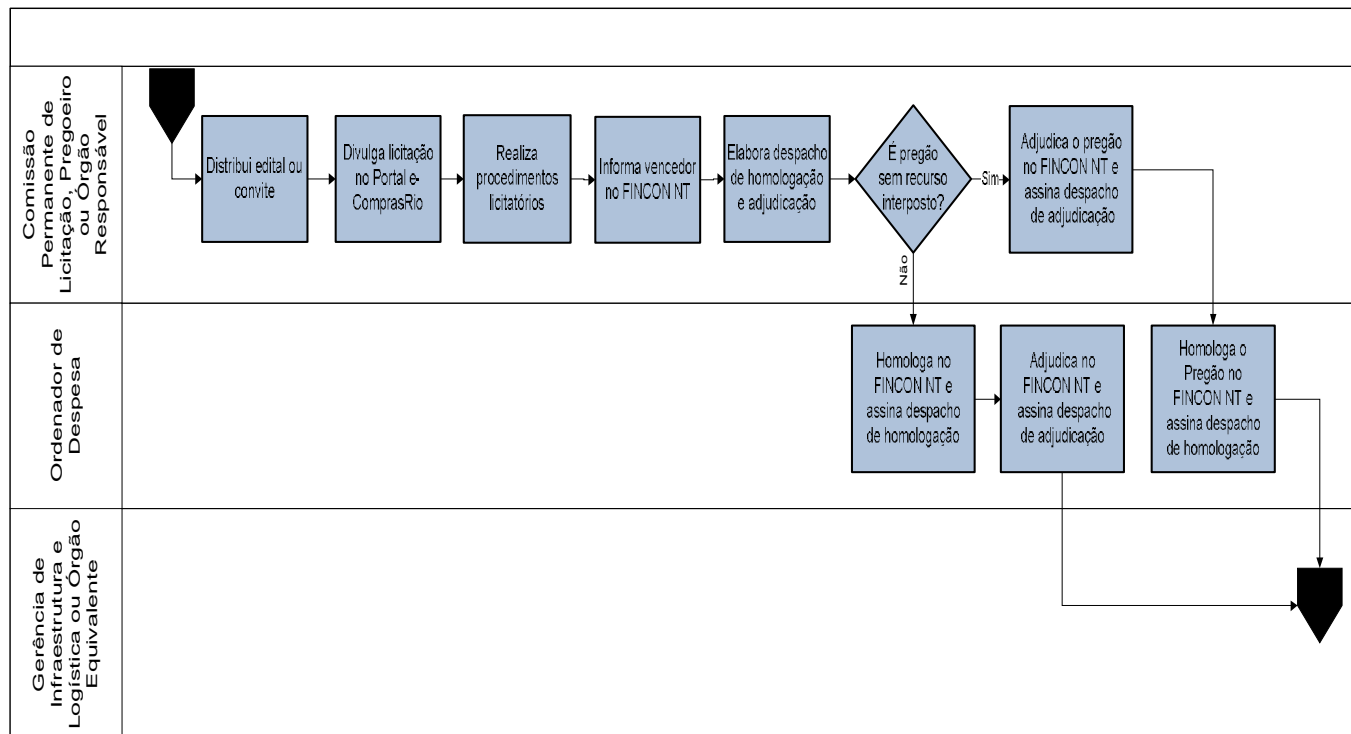 Comissão
Permanente de
Licitação, Pregoeiro
ou Órgão
Responsável
Distribui edital ou
convite
Divulga licitação
no Portal e-
ComprasRio
Realiza
procedimentos
licitatórios
Informa vencedor
no FINCON NT
Elabora despacho
de homologação
e adjudicação
É pregão
sem recurso
interposto?
Sim
Não
Adjudica o pregão
no FINCON NT e
assina despacho
de adjudicação
Ordenador de
Despesa
Homologa no
FINCON NT e
assina despacho
de homologação
Adjudica no
FINCON NT e
assina despacho
de adjudicação
Homologa o
Pregão no
FINCON NT e
assina despacho
de homologação
Gerência de
Infraestrutura e
Logística ou Órgão
Equivalente